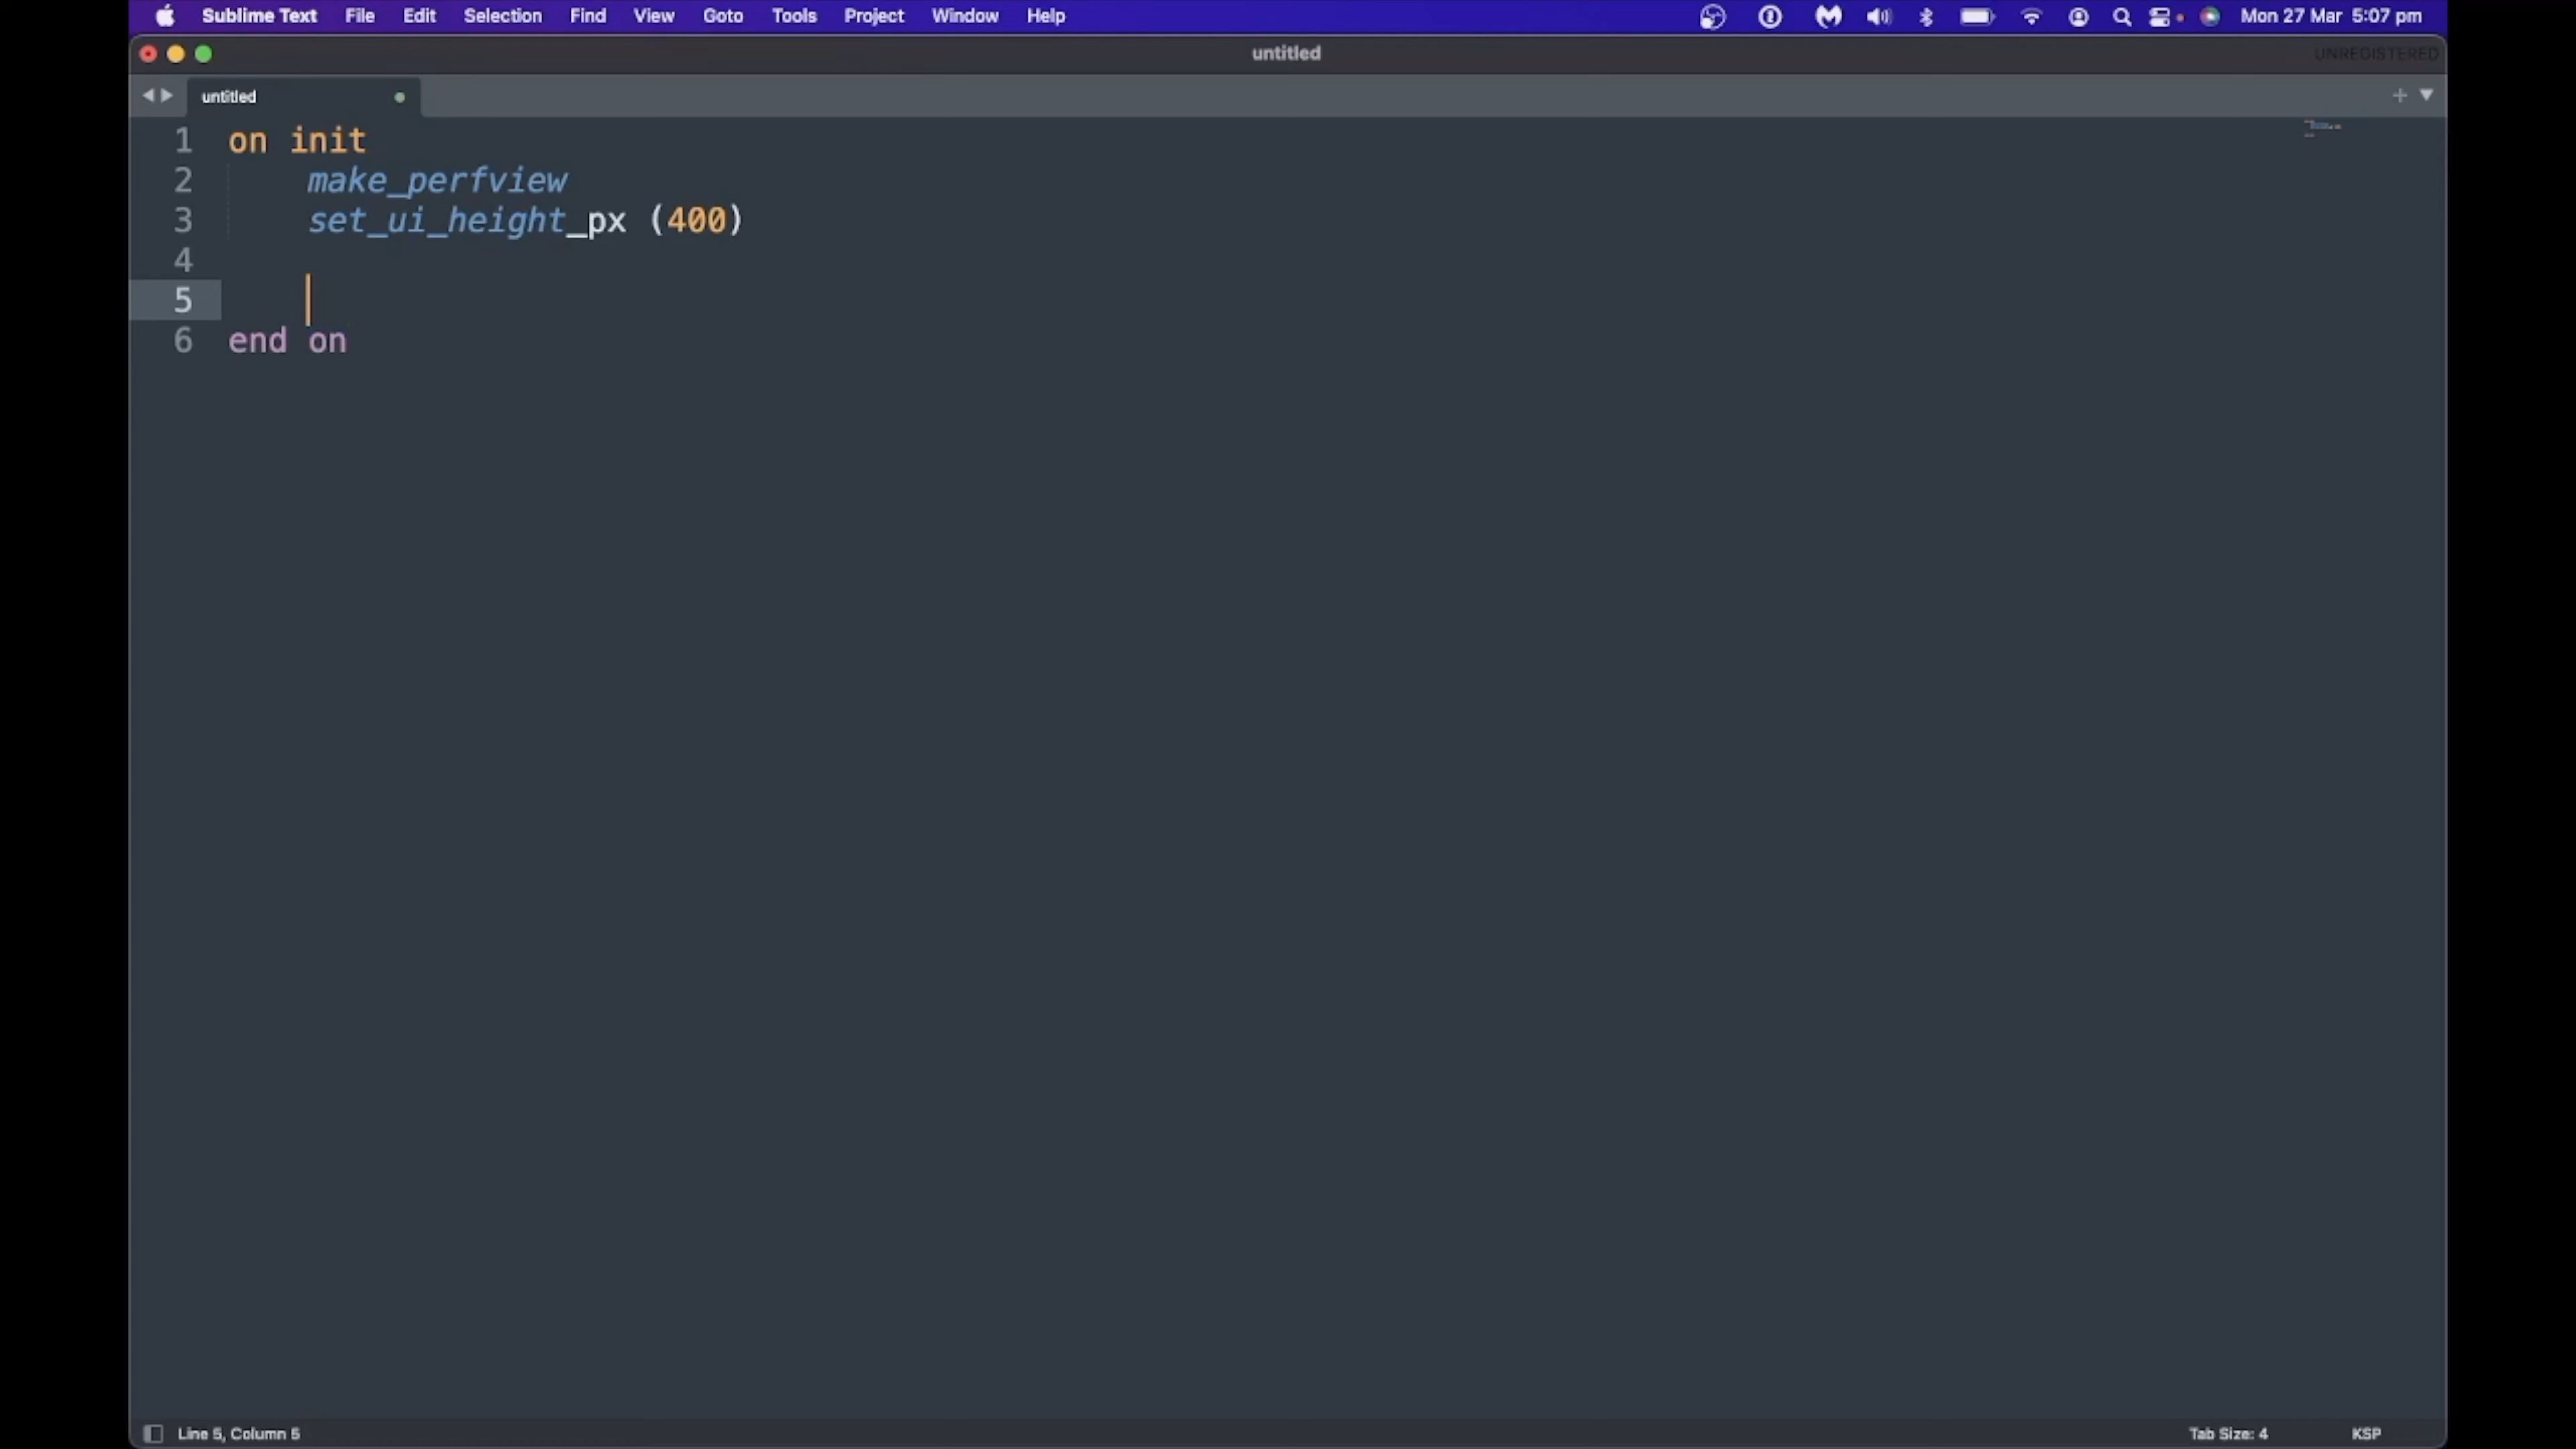 Sublime Text File Edit Selection Find View Goto Tools Project Window Help Mon 27 Mar 5:07 pm
untitled UNREGISTERED
untitled
1 on init
2 make_perfview
3 set_ui_height_px (400)
4
5
6 end on
Line 5, Column 5 Tab Size: 4 KSP